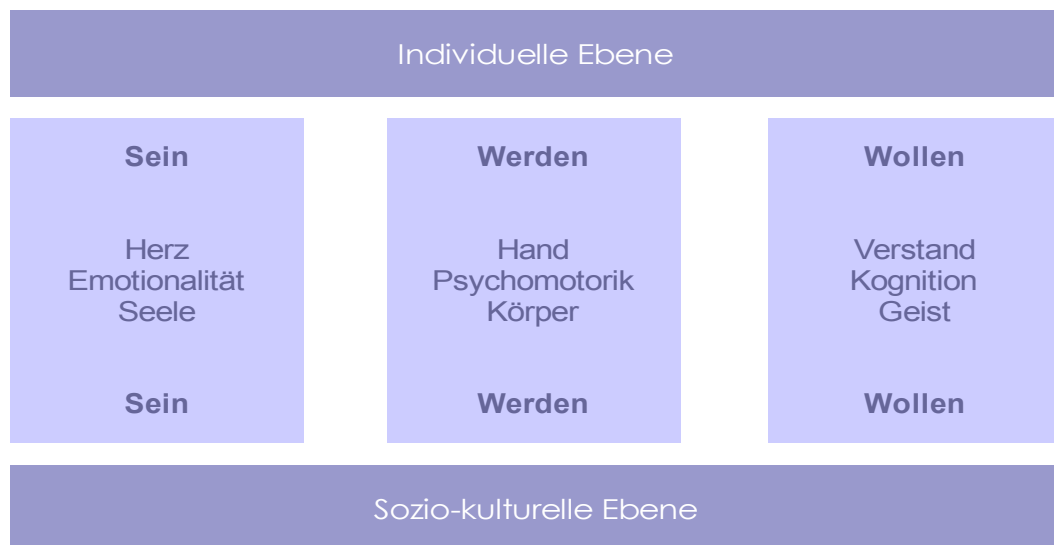 Individuelle Ebene
Sein
Herz
Emotionalität
Seele
Sein
Werden
Hand
Psychomotorik
Körper
Werden
Wollen
Verstand
Kognition
Geist
Wollen
Sozio-kulturelle Ebene